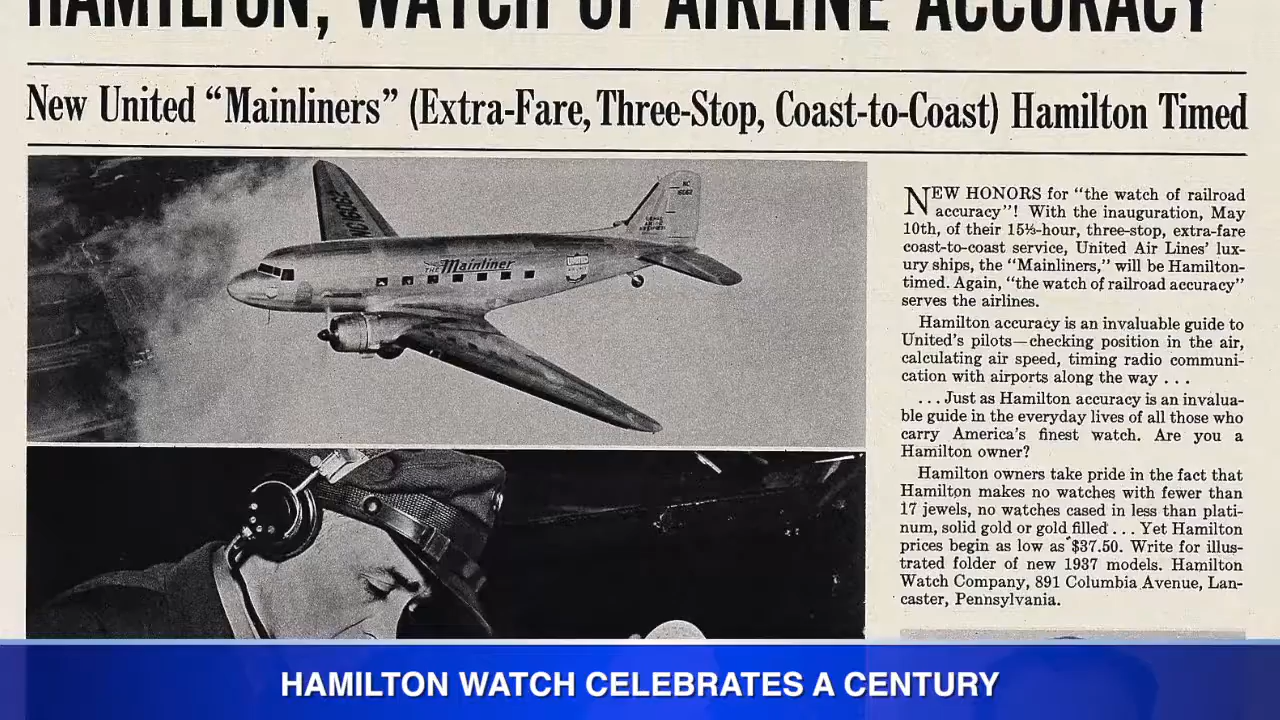 HAMILTON, WATCH OF AIRLINE ACCURACY
New United “Mainliners” (Extra-Fare, Three-Stop, Coast-to-Coast) Hamilton Timed
NC16062
NC
16062
THE Mainliner
NEW HONORS for “the watch of railroad
accuracy”! With the inauguration, May
10th, of their 15⅓-hour, three-stop, extra-fare
coast-to-coast service, United Air Lines’ lux-
ury ships, the “Mainliners,” will be Hamilton-
timed. Again, “the watch of railroad accuracy”
serves the airlines.
Hamilton accuracy is an invaluable guide to
United’s pilots—checking position in the air,
calculating air speed, timing radio communi-
cation with airports along the way . . .
. . . Just as Hamilton accuracy is an invalua-
ble guide in the everyday lives of all those who
carry America’s finest watch. Are you a
Hamilton owner?
Hamilton owners take pride in the fact that
Hamilton makes no watches with fewer than
17 jewels, no watches cased in less than plati-
num, solid gold or gold filled . . . Yet Hamilton
prices begin as low as $37.50. Write for illus-
trated folder of new 1937 models. Hamilton
Watch Company, 891 Columbia Avenue, Lan-
caster, Pennsylvania.
HAMILTON WATCH CELEBRATES A CENTURY